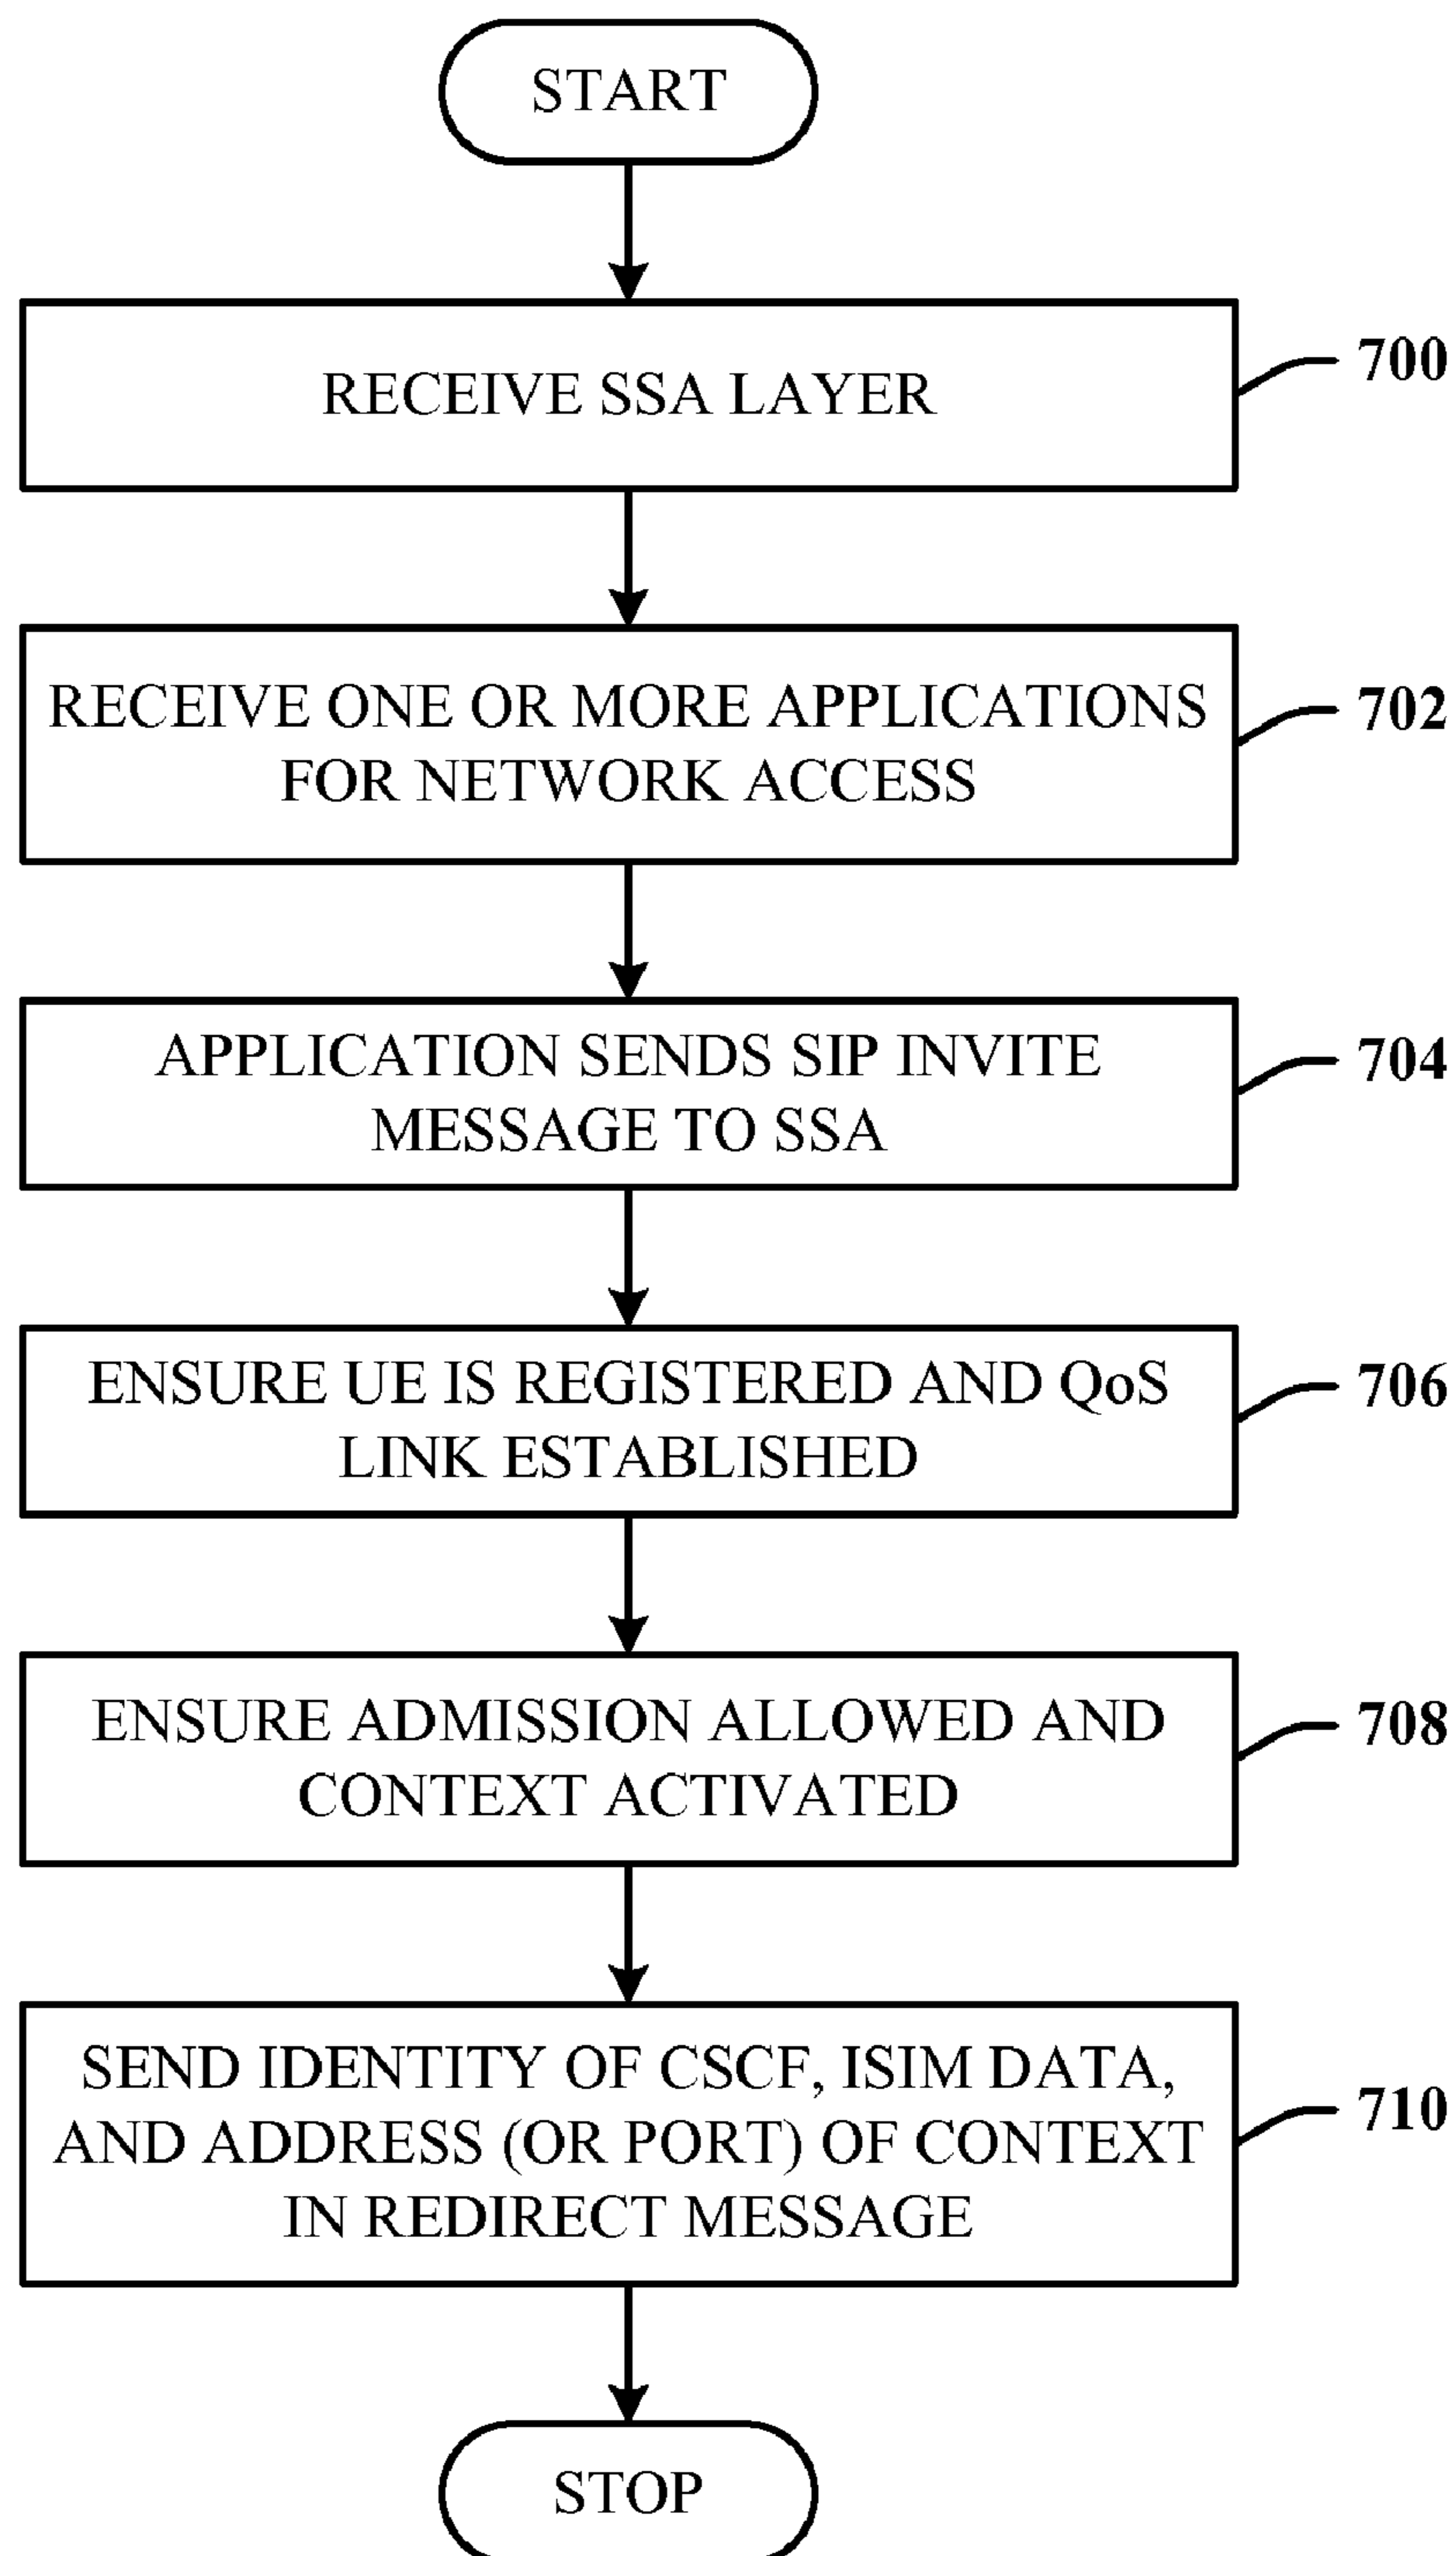 START
RECEIVE SSA LAYER
700
RECEIVE ONE OR MORE APPLICATIONS
FOR NETWORK ACCESS
702
APPLICATION SENDS SIP INVITE
MESSAGE TO SSA
704
ENSURE UE IS REGISTERED AND QoS
LINK ESTABLISHED
706
ENSURE ADMISSION ALLOWED AND
CONTEXT ACTIVATED
708
SEND IDENTITY OF CSCF, ISIM DATA,
AND ADDRESS (OR PORT) OF CONTEXT
IN REDIRECT MESSAGE
710
STOP